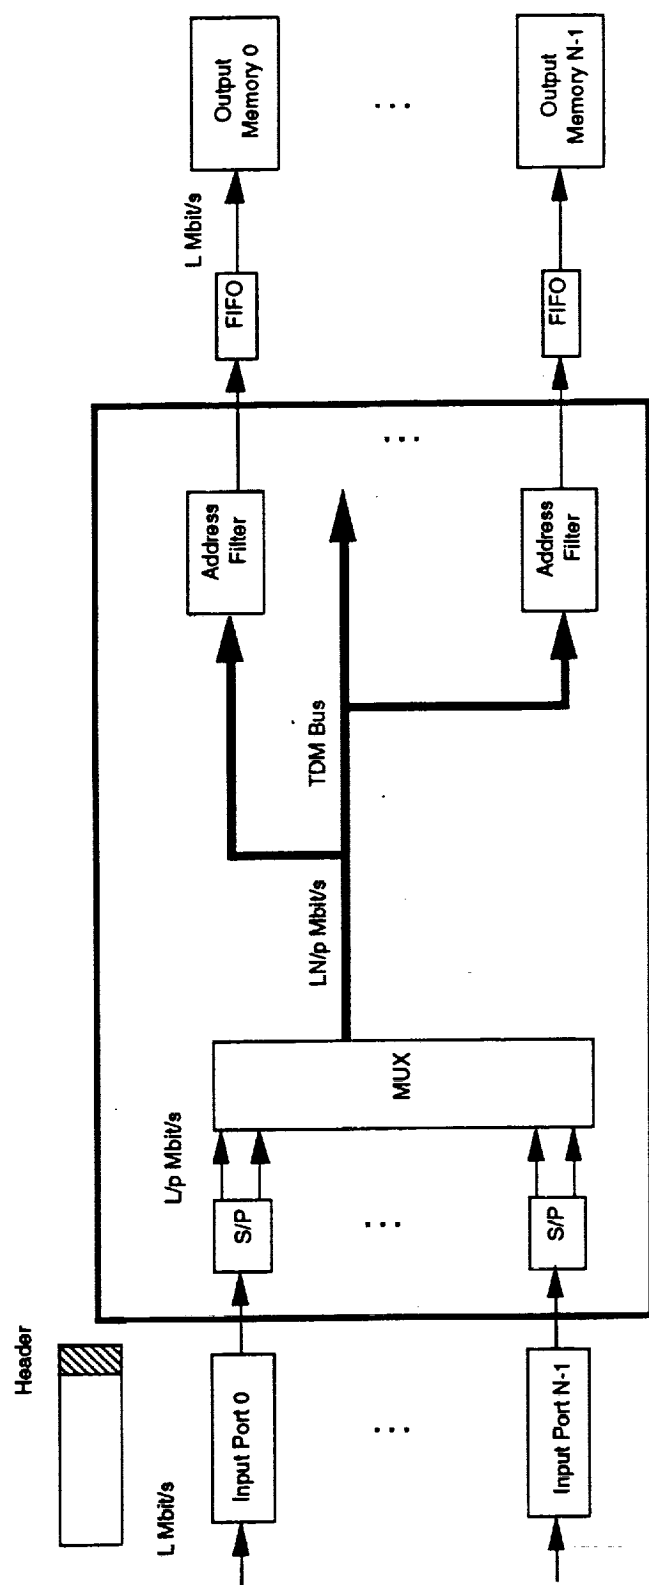 Header
L Mbit/s
Input Port 0
...
Input Port N-1
S/P
...
S/P
L/p Mbit/s
MUX
LN/p Mbit/s
TDM Bus
Address
Filter
...
Address
Filter
FIFO
FIFO
L Mbit/s
Output
Memory 0
...
Output
Memory N-1